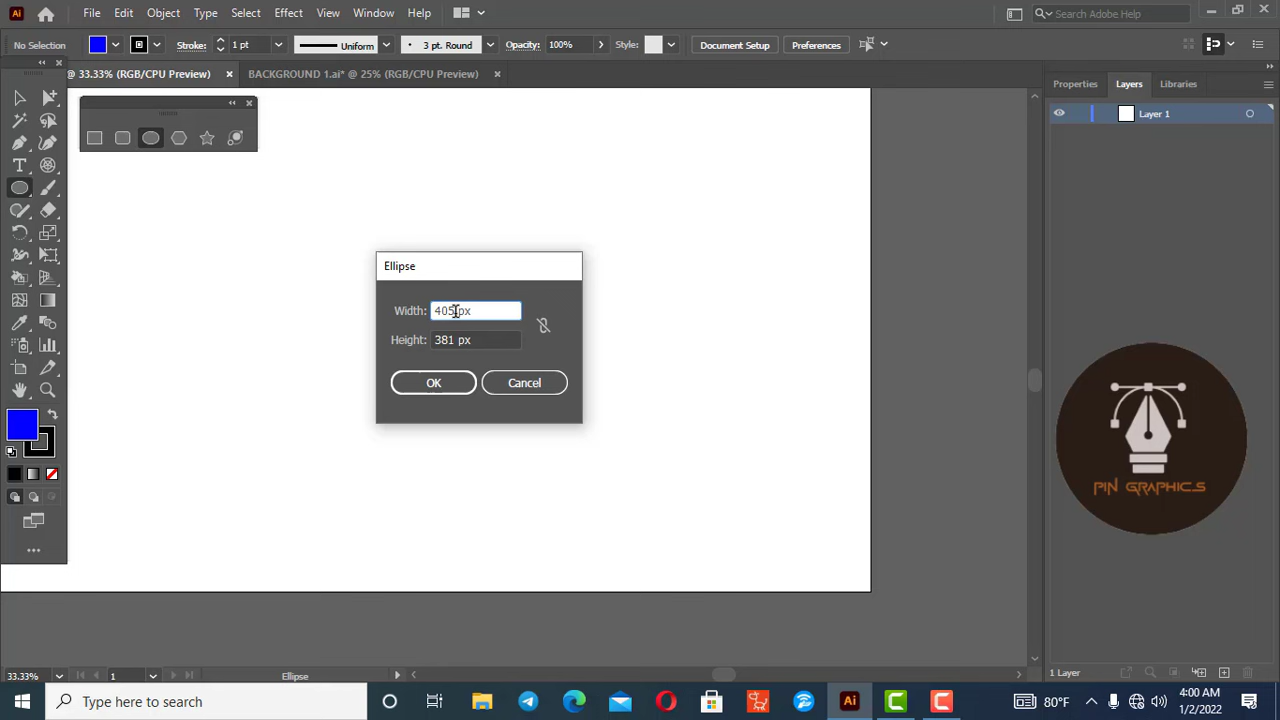 Ai File Edit Object Type Select Effect View Window Help Search Adobe Help
No Selection Stroke: 1 pt Uniform 3 pt. Round Opacity: 100% Style: Document Setup Preferences
@ 33.33% (RGB/CPU Preview) BACKGROUND 1.ai* @ 25% (RGB/CPU Preview)
Properties Layers Libraries
Layer 1
Ellipse
Width: 405 px
Height: 381 px
OK Cancel
PIN GRAPHICS
33.33% 1 Ellipse 1 Layer
Type here to search Ai 80°F 4:00 AM
1/2/2022